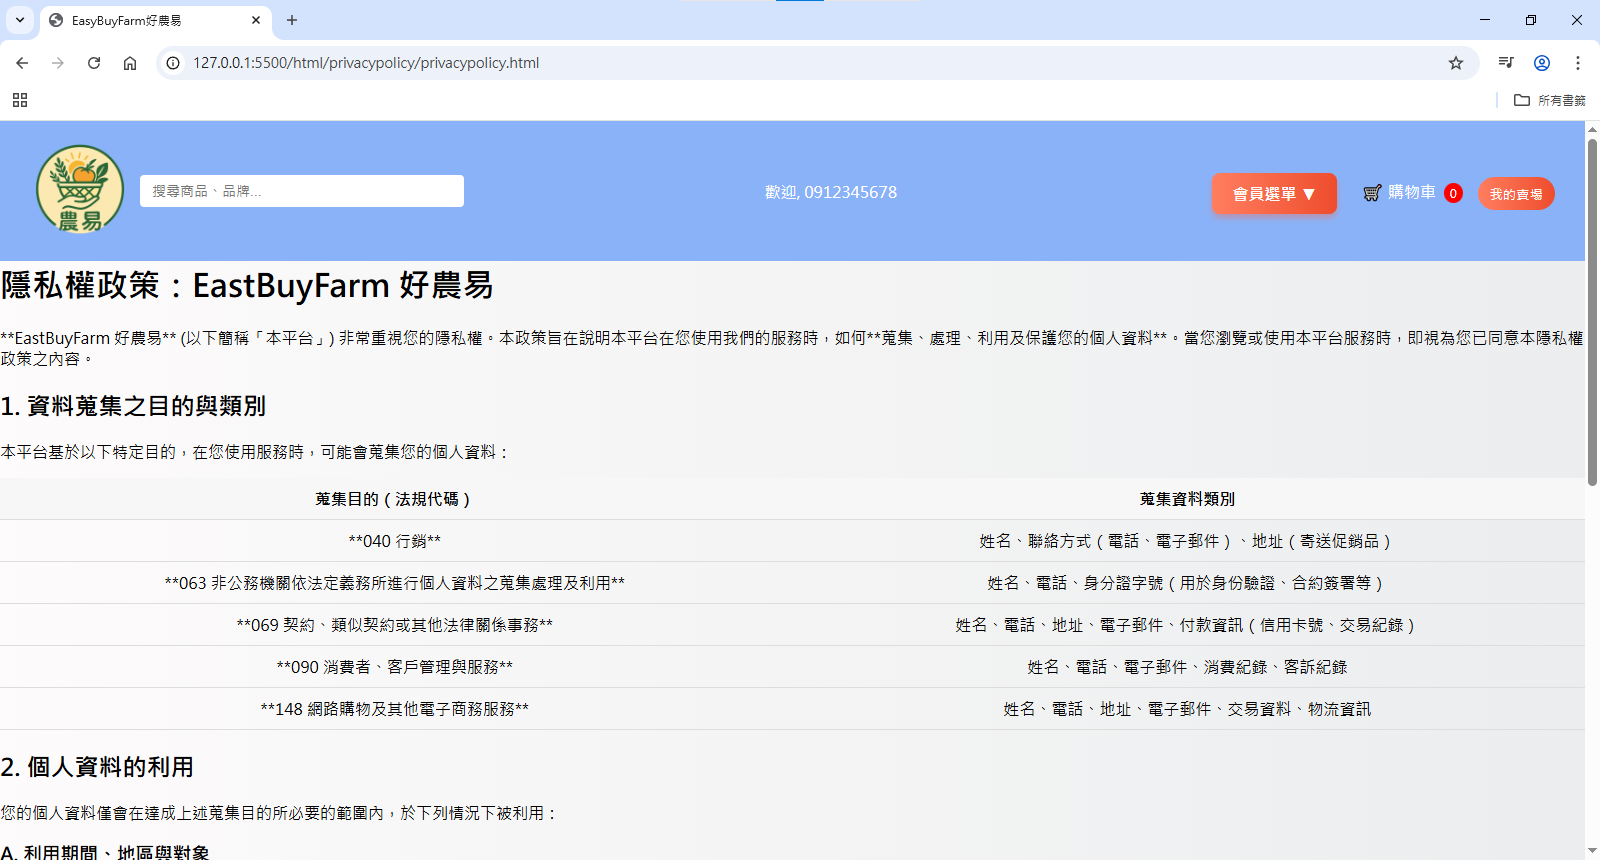 EasyBuyFarm好農易
127.0.0.1:5500/html/privacypolicy/privacypolicy.html
所有書籤
農易
搜尋商品、品牌...
歡迎, 0912345678
會員選單 ▼
購物車 0
我的賣場
隱私權政策：EastBuyFarm 好農易
**EastBuyFarm 好農易** (以下簡稱「本平台」) 非常重視您的隱私權。本政策旨在說明本平台在您使用我們的服務時，如何**蒐集、處理、利用及保護您的個人資料**。當您瀏覽或使用本平台服務時，即視為您已同意本隱私權
政策之內容。
1. 資料蒐集之目的與類別
本平台基於以下特定目的，在您使用服務時，可能會蒐集您的個人資料：
蒐集目的（法規代碼） 蒐集資料類別
**040 行銷** 姓名、聯絡方式（電話、電子郵件）、地址（寄送促銷品）
**063 非公務機關依法定義務所進行個人資料之蒐集處理及利用** 姓名、電話、身分證字號（用於身份驗證、合約簽署等）
**069 契約、類似契約或其他法律關係事務** 姓名、電話、地址、電子郵件、付款資訊（信用卡號、交易紀錄）
**090 消費者、客戶管理與服務** 姓名、電話、電子郵件、消費紀錄、客訴紀錄
**148 網路購物及其他電子商務服務** 姓名、電話、地址、電子郵件、交易資料、物流資訊
2. 個人資料的利用
您的個人資料僅會在達成上述蒐集目的所必要的範圍內，於下列情況下被利用：
A. 利用期間、地區與對象